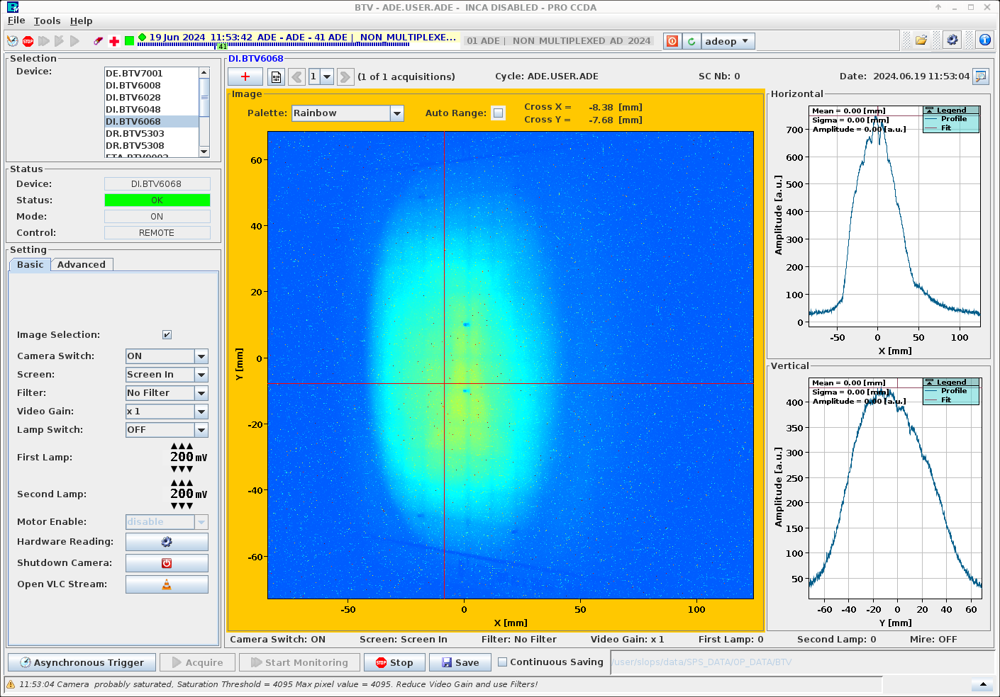 BTV - ADE.USER.ADE -  INCA DISABLED - PRO CCDA
File Tools Help
STOP
19 Jun 2024 11:53:42 ADE - ADE - 41 ADE | NON_MULTIPLEXE...
41
01 ADE | NON MULTIPLEXED AD 2024
adeop
Selection
Device:
DE.BTV7001
DI.BTV6008
DI.BTV6028
DI.BTV6048
DI.BTV6068
DR.BTV5303
DR.BTV5308
Status
Device: DI.BTV6068
Status: OK
Mode: ON
Control: REMOTE
Setting
Basic Advanced
Image Selection:
Camera Switch: ON
Screen: Screen In
Filter: No Filter
Video Gain: x 1
Lamp Switch: OFF
First Lamp: 200 mV
Second Lamp: 200 mV
Motor Enable: disable
Hardware Reading:
Shutdown Camera:
Open VLC Stream:
DI.BTV6068
1 (1 of 1 acquisitions) Cycle: ADE.USER.ADE SC Nb: 0 Date: 2024.06.19 11:53:04
Image
Palette: Rainbow Auto Range: Cross X = -8.38 [mm]
Cross Y = -7.68 [mm]
60
40
20
0
-20
-40
-60
Y [mm]
-50 0 50 100
X [mm]
Horizontal
Mean = 0.00 [mm]
Sigma = 0.00 [mm]
Amplitude = 0.00 [a.u.]
Legend
Profile
Fit
700
600
500
400
300
200
100
0
Amplitude [a.u.]
-50 0 50 100
X [mm]
Vertical
Mean = 0.00 [mm]
Sigma = 0.00 [mm]
Amplitude = 0.00 [a.u.]
Legend
Profile
Fit
400
350
300
250
200
150
100
50
Amplitude [a.u.]
-60 -40 -20 0 20 40 60
Y [mm]
Camera Switch: ON Screen: Screen In Filter: No Filter Video Gain: x 1 First Lamp: 0 Second Lamp: 0 Mire: OFF
Asynchronous Trigger Acquire Start Monitoring STOP Stop Save Continuous Saving /user/slops/data/SPS_DATA/OP_DATA/BTV
11:53:04 Camera  probably saturated, Saturation Threshold = 4095 Max pixel value = 4095. Reduce Video Gain and use Filters!